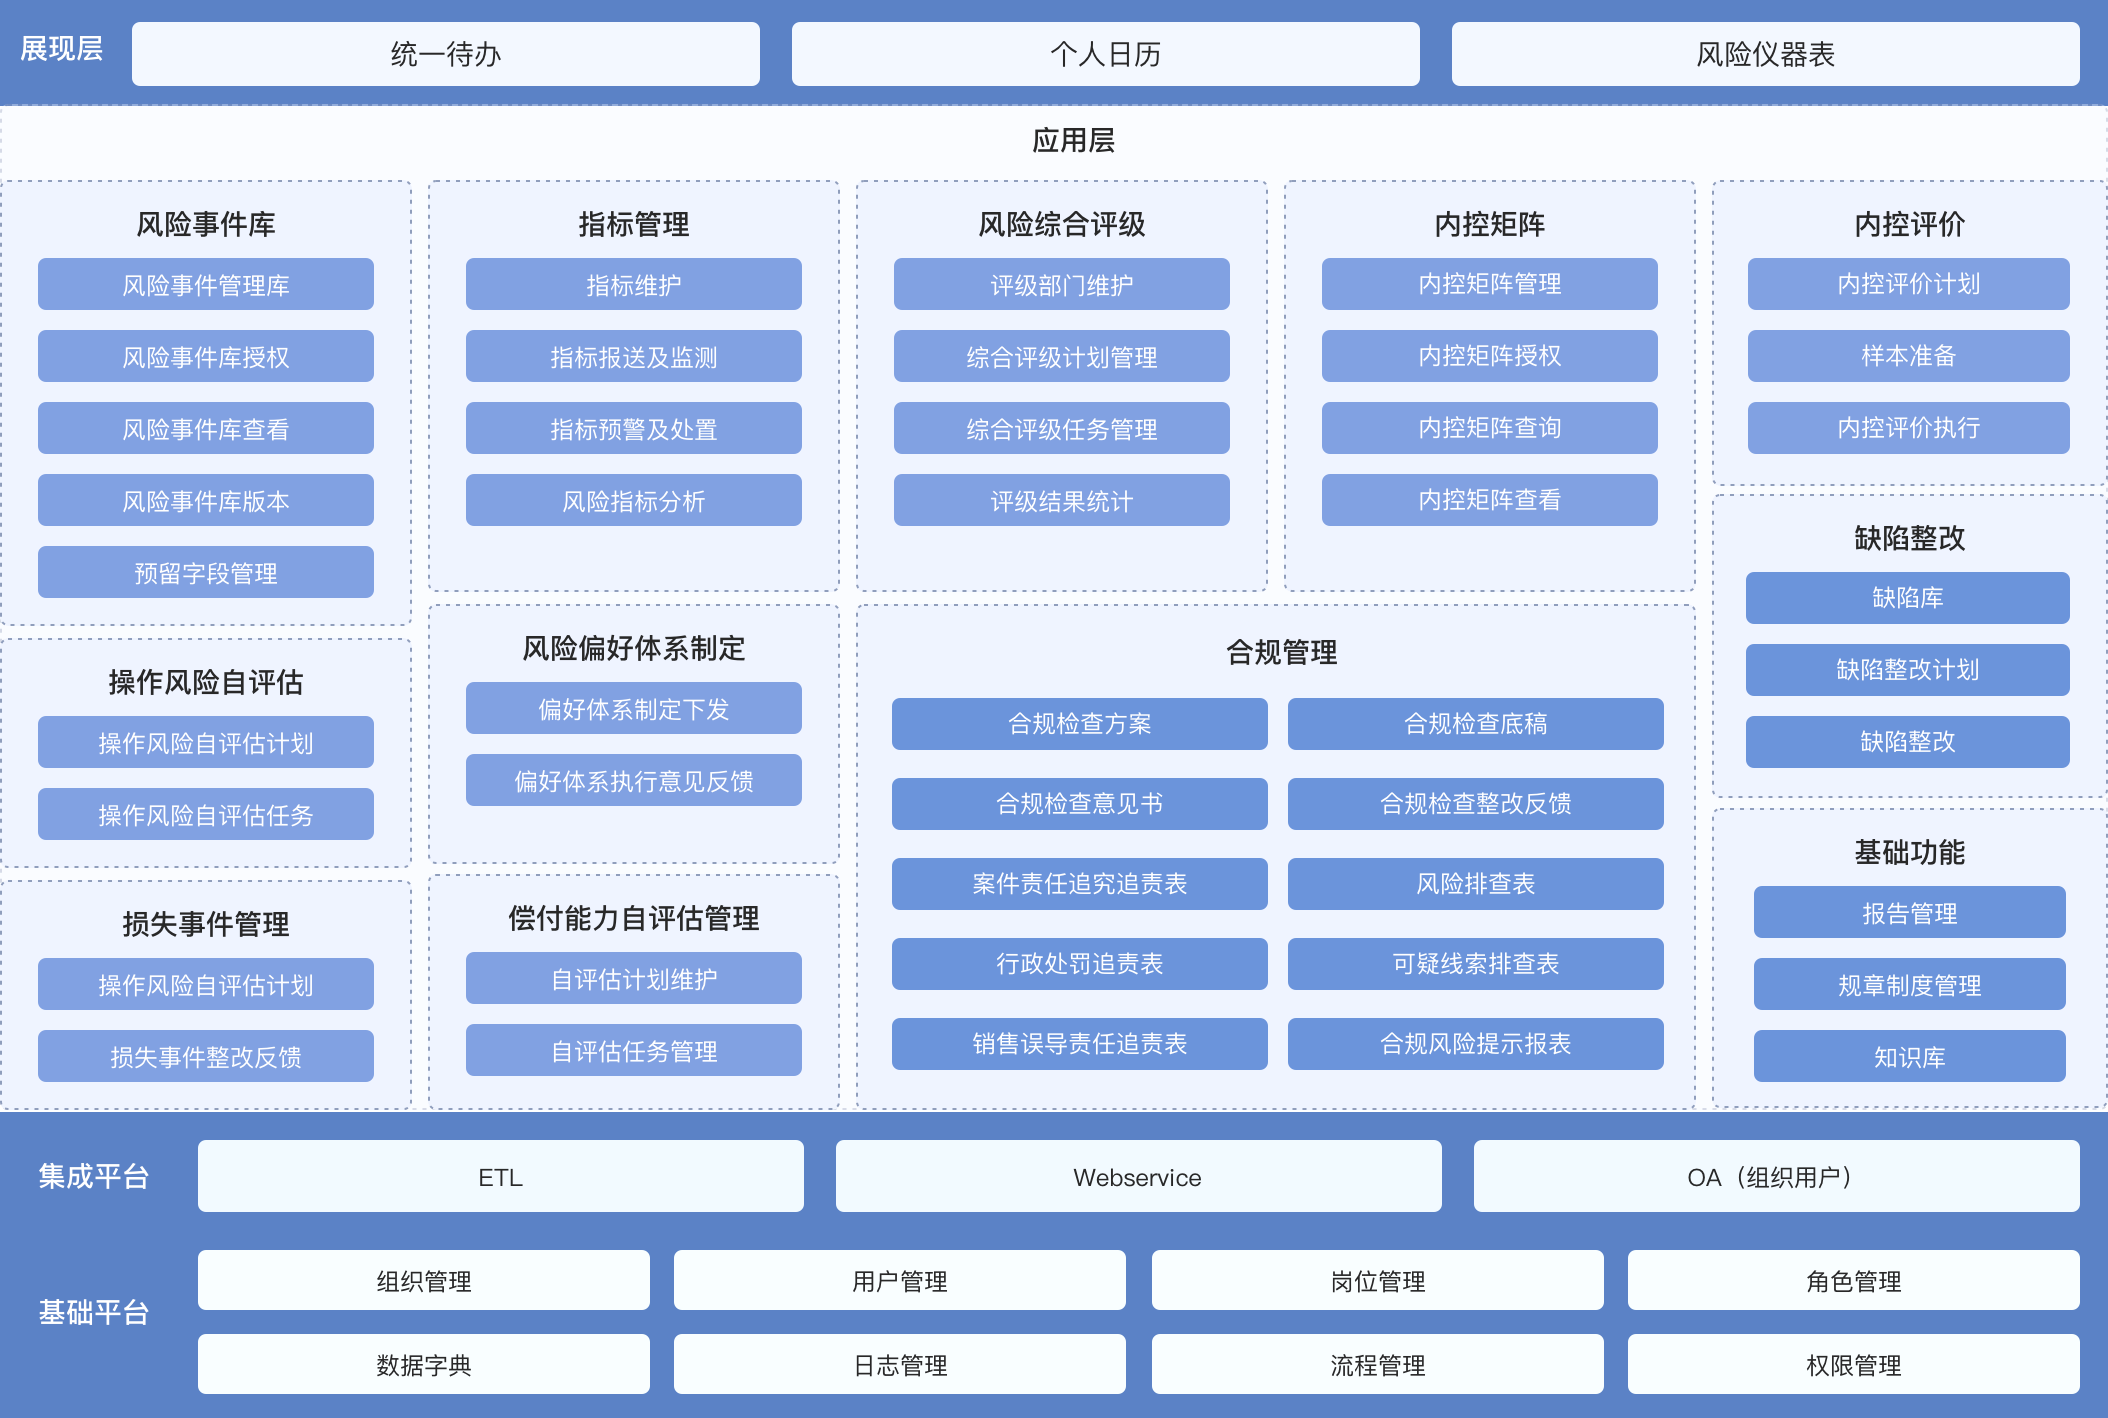 展现层
统一待办
个人日历
风险仪器表
应用层
风险事件库
风险事件管理库
风险事件库授权
风险事件库查看
风险事件库版本
预留字段管理
操作风险自评估
操作风险自评估计划
操作风险自评估任务
损失事件管理
操作风险自评估计划
损失事件整改反馈
指标管理
指标维护
指标报送及监测
指标预警及处置
风险指标分析
风险偏好体系制定
偏好体系制定下发
偏好体系执行意见反馈
偿付能力自评估管理
自评估计划维护
自评估任务管理
风险综合评级
评级部门维护
综合评级计划管理
综合评级任务管理
评级结果统计
内控矩阵
内控矩阵管理
内控矩阵授权
内控矩阵查询
内控矩阵查看
合规管理
合规检查方案
合规检查底稿
合规检查意见书
合规检查整改反馈
案件责任追究追责表
风险排查表
行政处罚追责表
可疑线索排查表
销售误导责任追责表
合规风险提示报表
内控评价
内控评价计划
样本准备
内控评价执行
缺陷整改
缺陷库
缺陷整改计划
缺陷整改
基础功能
报告管理
规章制度管理
知识库
集成平台
ETL
Webservice
OA（组织用户）
基础平台
组织管理
用户管理
岗位管理
角色管理
数据字典
日志管理
流程管理
权限管理